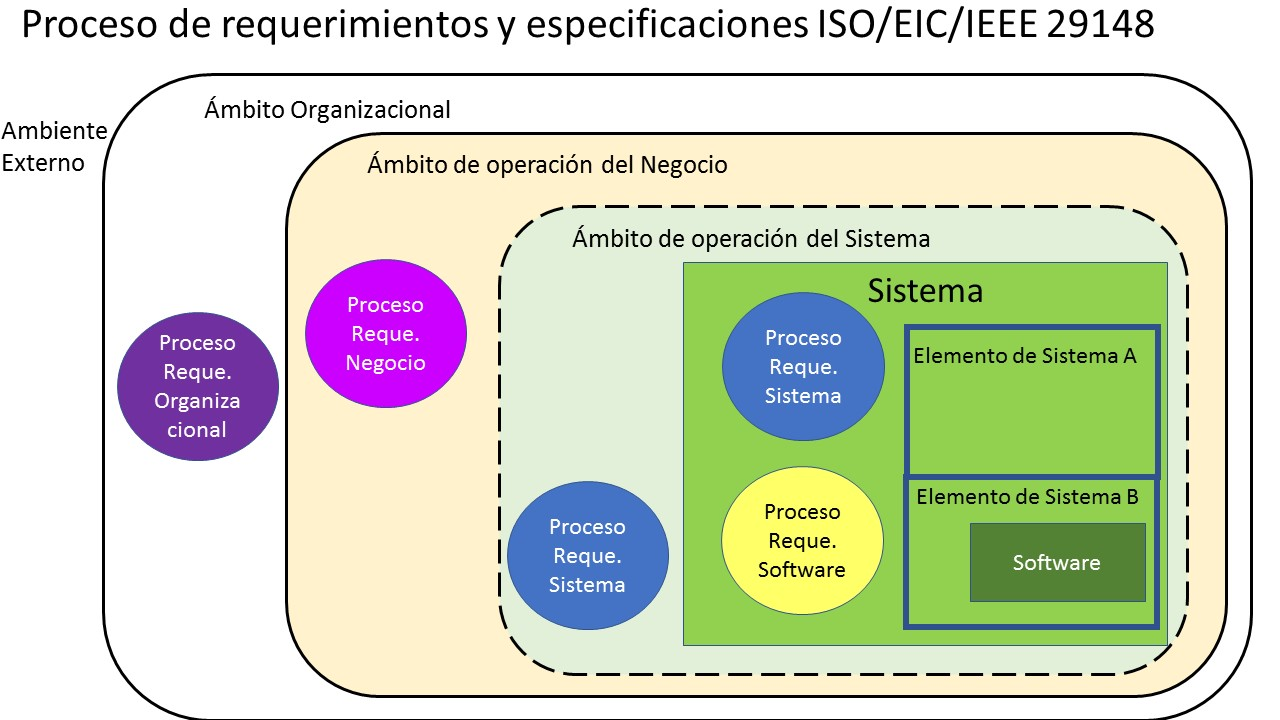 Proceso de requerimientos y especificaciones ISO/EIC/IEEE 29148
Ámbito Organizacional
Ambiente
Externo
Ámbito de operación del Negocio
Ámbito de operación del Sistema
Sistema
Proceso
Reque.
Organiza
cional
Proceso
Reque.
Negocio
Proceso
Reque.
Sistema
Elemento de Sistema A
Proceso
Reque.
Sistema
Proceso
Reque.
Software
Elemento de Sistema B
Software